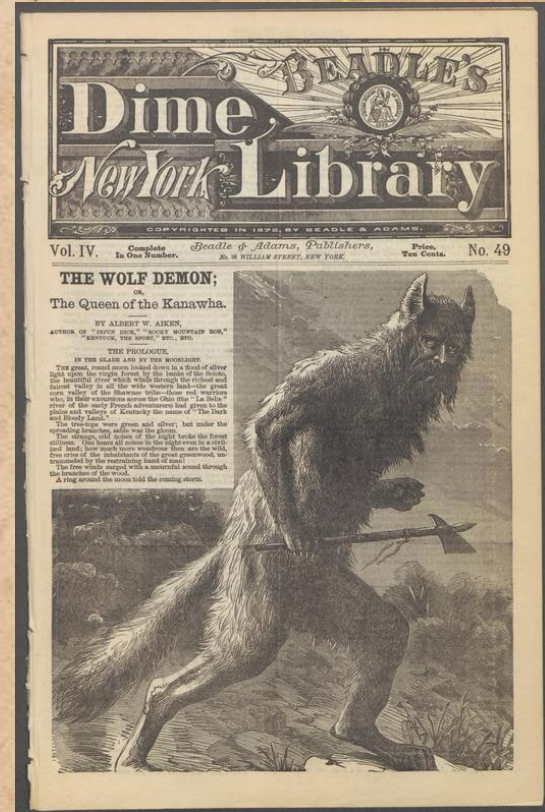 BEADLE'S
Dime
New York Library
COPYRIGHTED IN 1878, BY BEADLE & ADAMS.
Vol. IV. Complete In One Number. Beadle & Adams, Publishers, No. 98 WILLIAM STREET, NEW YORK. Price, Ten Cents. No. 49
THE WOLF DEMON;
OR,
The Queen of the Kanawha.
BY ALBERT W. AIKEN,
AUTHOR OF "INJUN DICK," "ROCKY MOUNTAIN ROB,"
"KENTUCK, THE SPORT," ETC., ETC.
THE PROLOGUE.
IN THE GLADE AND BY THE MOONLIGHT.
THE great, round moon looked down in a flood of silver
light upon the virgin forest by the banks of the Scioto,
the beautiful river which winds through the richest and
fairest valley in all the wide western land—the great
corn valley of the Shawnee tribe—those red warriors
who, in their excursions across the Ohio (the "La Belle"
river of the early French adventurers) had given to the
plains and valleys of Kentucky the name of "The Dark
and Bloody Land."
The tree-tops were green and silver; but under the
spreading branches, sable was the gloom.
The strange, odd noises of the night broke the forest
stillness. One hears all noises in the night even in a civil-
ized land; how much more wondrous then are the wild,
free cries of the inhabitants of the great greenwood, un-
trammeled by the restraining hand of man!
The free winds surged with a mournful sound through
the branches of the wood.
A ring around the moon told the coming storm.